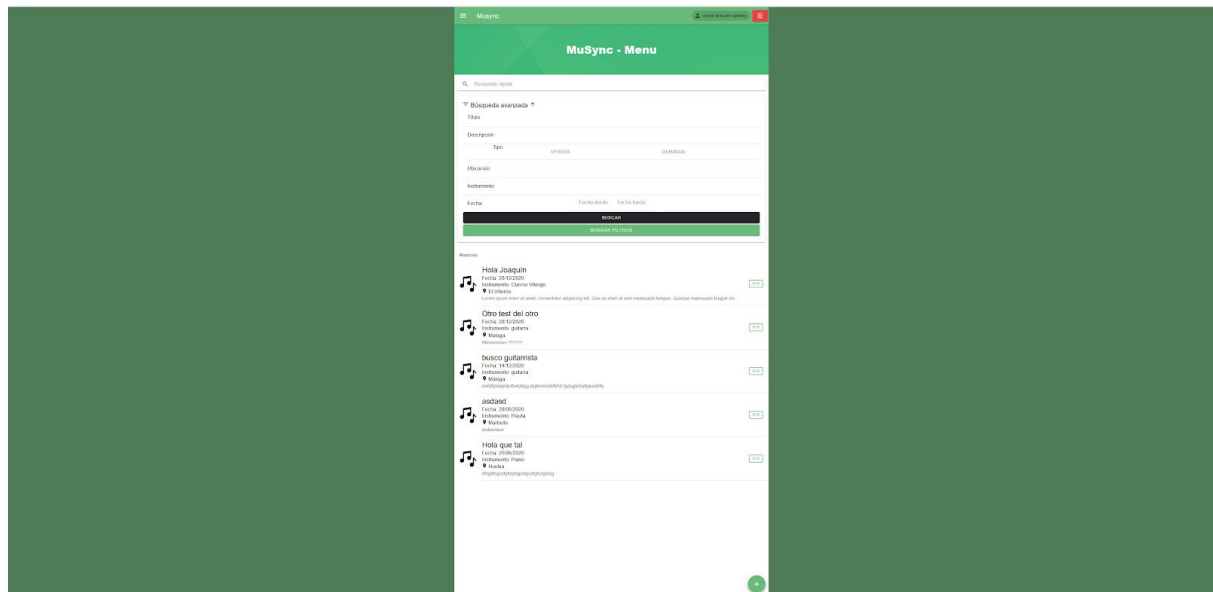 Musync
MuSync - Menu
Búsqueda rápida
Búsqueda avanzada
Título
Descripción
Tipo:
OFERTA DEMANDA
Ubicación
Instrumento
Fecha: Fecha desde... Fecha hasta...
BUSCAR
BORRAR FILTROS
Anuncios
Hola Joaquín
Fecha: 28/12/2020
Instrumento: Cuerno Vikingo
El Infierno
Otro test del otro
Fecha: 28/12/2020
Instrumento: guitarra
Malaga
busco guitarrista
Fecha: 14/12/2020
Instrumento: guitarra
Malaga
asdasd
Fecha: 29/06/2020
Instrumento: Flauta
Marbella
Hola que tal
Fecha: 20/06/2020
Instrumento: Piano
Huelva